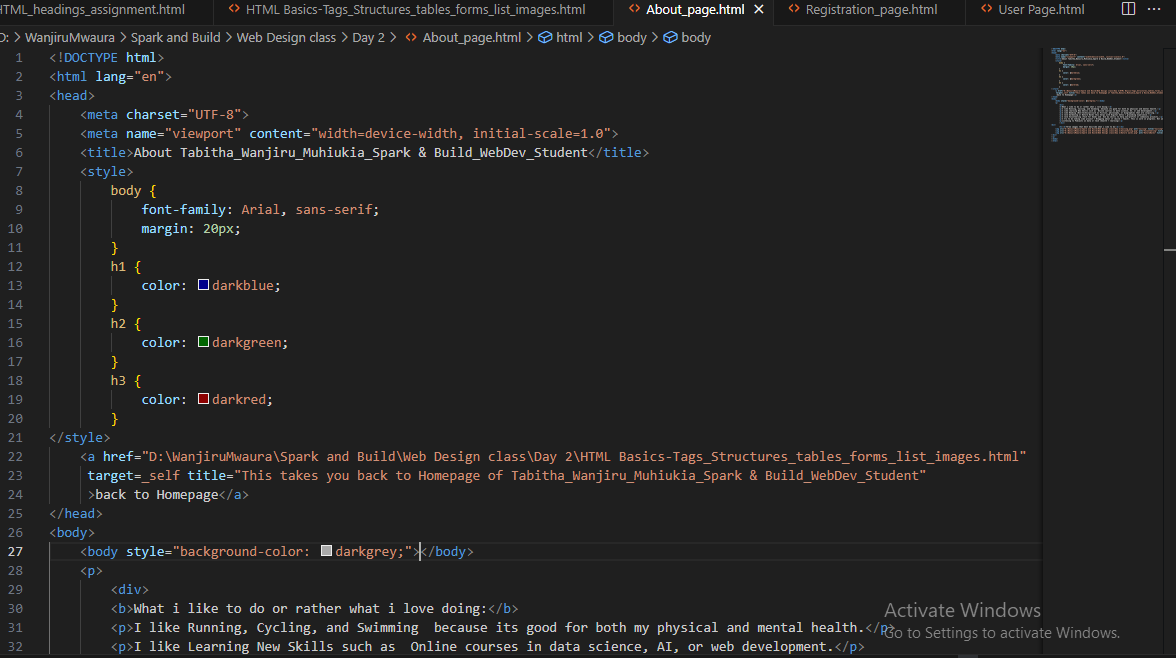 HTML_headings_assignment.html
HTML Basics-Tags_Structures_tables_forms_list_images.html
About_page.html
Registration_page.html
User Page.html
D: > WanjiruMwaura > Spark and Build > Web Design class > Day 2 > About_page.html > html > body > body
1 <!DOCTYPE html>
2 <html lang="en">
3 <head>
4 <meta charset="UTF-8">
5 <meta name="viewport" content="width=device-width, initial-scale=1.0">
6 <title>About Tabitha_Wanjiru_Muhiukia_Spark & Build_WebDev_Student</title>
7 <style>
8 body {
9 font-family: Arial, sans-serif;
10 margin: 20px;
11 }
12 h1 {
13 color: darkblue;
14 }
15 h2 {
16 color: darkgreen;
17 }
18 h3 {
19 color: darkred;
20 }
21 </style>
22 <a href="D:\WanjiruMwaura\Spark and Build\Web Design class\Day 2\HTML Basics-Tags_Structures_tables_forms_list_images.html"
23 target=_self title="This takes you back to Homepage of Tabitha_Wanjiru_Muhiukia_Spark & Build_WebDev_Student"
24 >back to Homepage</a>
25 </head>
26 <body>
27 <body style="background-color: darkgrey;"></body>
28 <p>
29 <div>
30 <b>What i like to do or rather what i love doing:</b>
31 <p>I like Running, Cycling, and Swimming  because its good for both my physical and mental health.</p>
32 <p>I like Learning New Skills such as  Online courses in data science, AI, or web development.</p>
Activate Windows
Go to Settings to activate Windows.